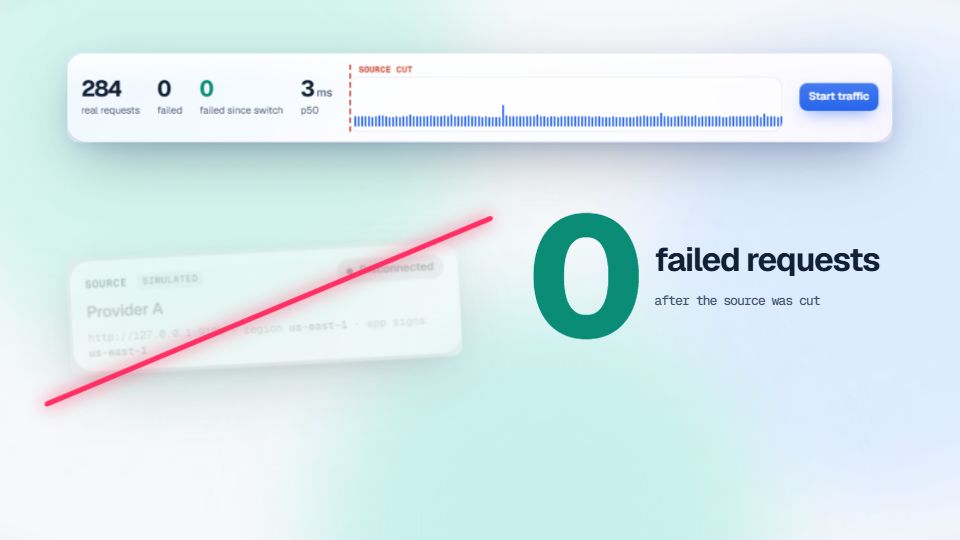 SOURCE CUT
284
0
0
3 ms
real requests
failed
failed since switch
p50
Start traffic
0 failed requests
after the source was cut
SOURCE SIMULATED
Provider A
http://127.0.0.1 region us-east-1 · app signs
us-east-1